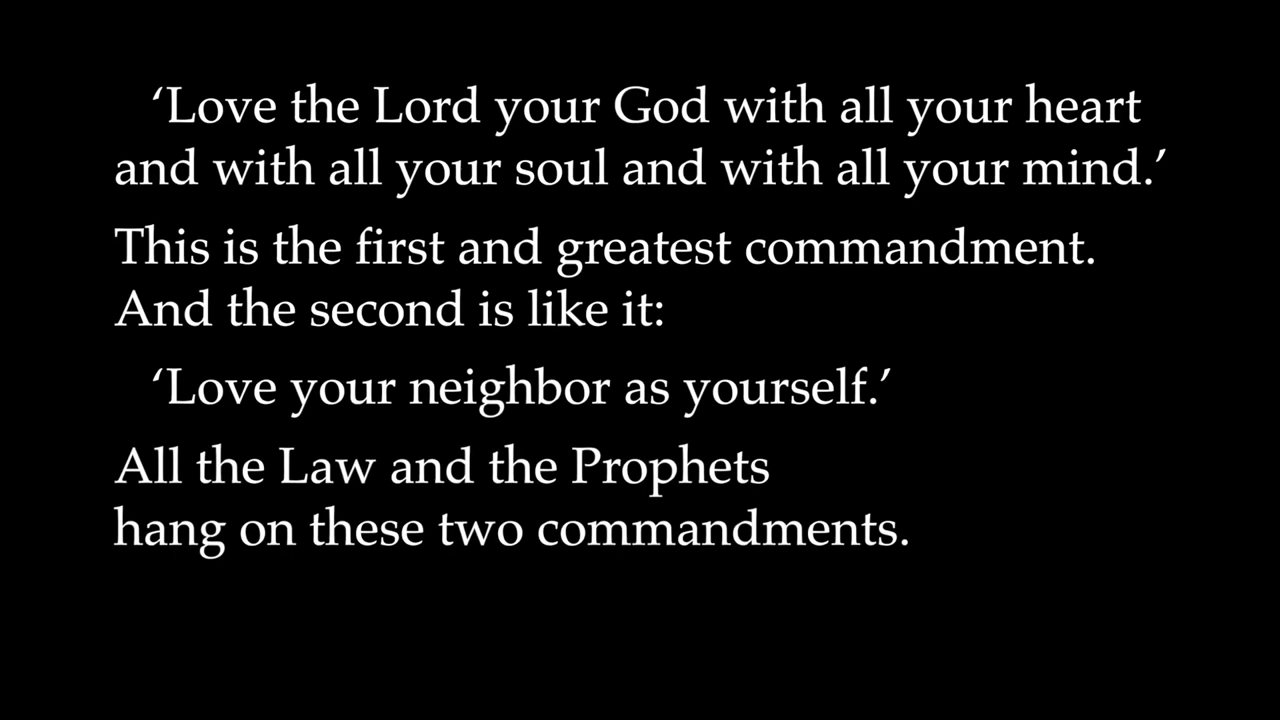 ‘Love the Lord your God with all your heart
and with all your soul and with all your mind.’
This is the first and greatest commandment.
And the second is like it:
‘Love your neighbor as yourself.’
All the Law and the Prophets
hang on these two commandments.